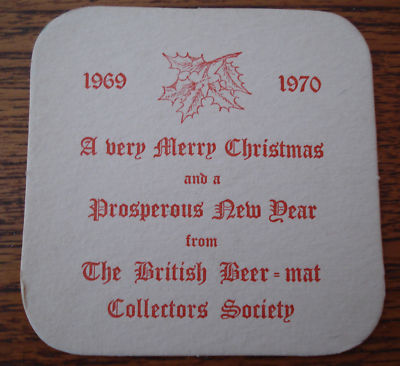 1969 1970
A very Merry Christmas
and a
Prosperous New Year
from
The British Beer=mat
Collectors Society